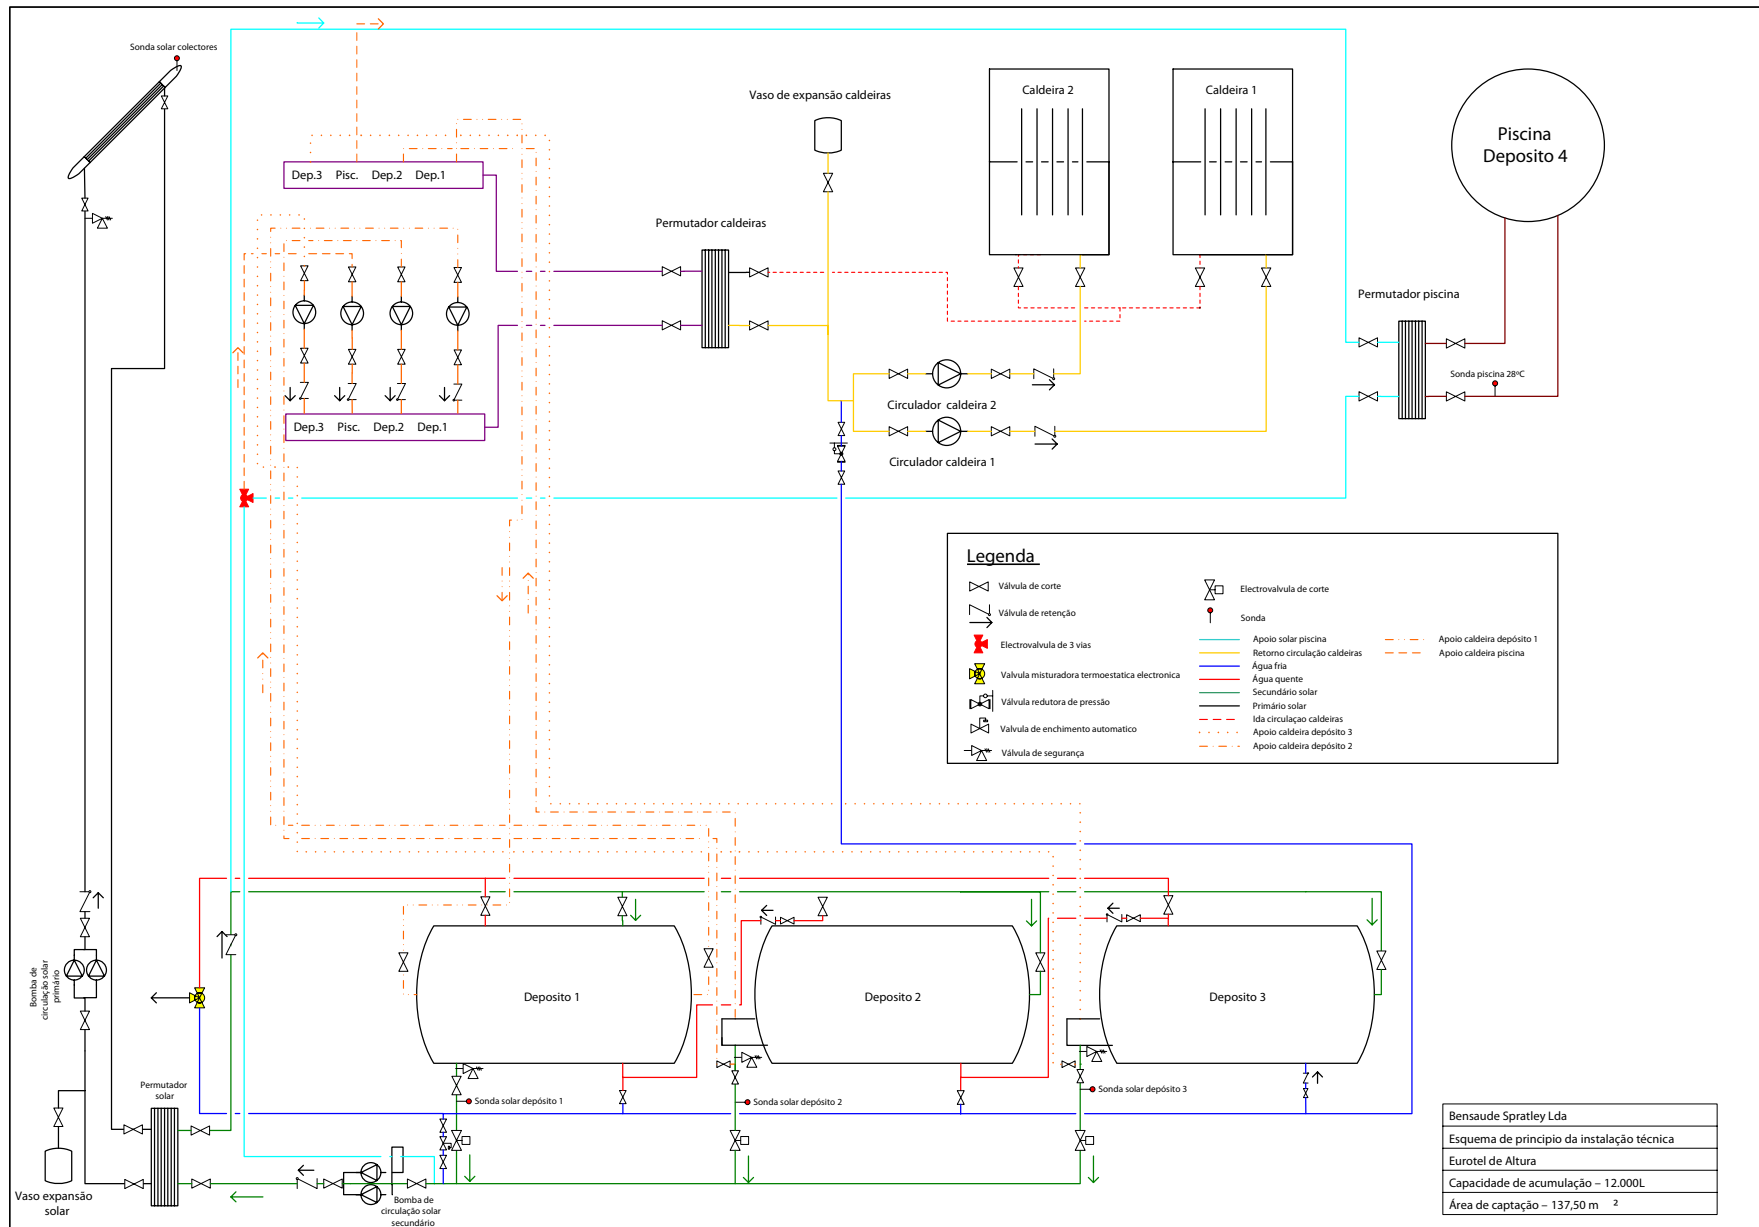 Sonda solar colectores
Vaso de expansão caldeiras
Caldeira 2
Caldeira 1
Piscina
Deposito 4
Dep.3 Pisc. Dep.2 Dep.1
Permutador caldeiras
Permutador piscina
Sonda piscina 28ºC
Circulador caldeira 2
Dep.3 Pisc. Dep.2 Dep.1
Circulador caldeira 1
Legenda
Válvula de corte
Válvula de retenção
Electrovalvula de 3 vias
Valvula misturadora termoestatica electronica
Válvula redutora de pressão
Valvula de enchimento automatico
Válvula de segurança
Electrovalvula de corte
Sonda
Apoio solar piscina
Retorno circulação caldeiras
Água fria
Água quente
Secundário solar
Primário solar
Ida circulaçao caldeiras
Apoio caldeira depósito 3
Apoio caldeira depósito 2
Apoio caldeira depósito 1
Apoio caldeira piscina
Bomba de
circulação solar
primário
Deposito 1
Deposito 2
Deposito 3
Permutador
solar
Sonda solar depósito 1
Sonda solar depósito 2
Sonda solar depósito 3
Vaso expansão
solar
Bomba de
circulação solar
secundário
Bensaude Spratley Lda
Esquema de principio da instalação técnica
Eurotel de Altura
Capacidade de acumulação – 12.000L
Área de captação – 137,50 m ²